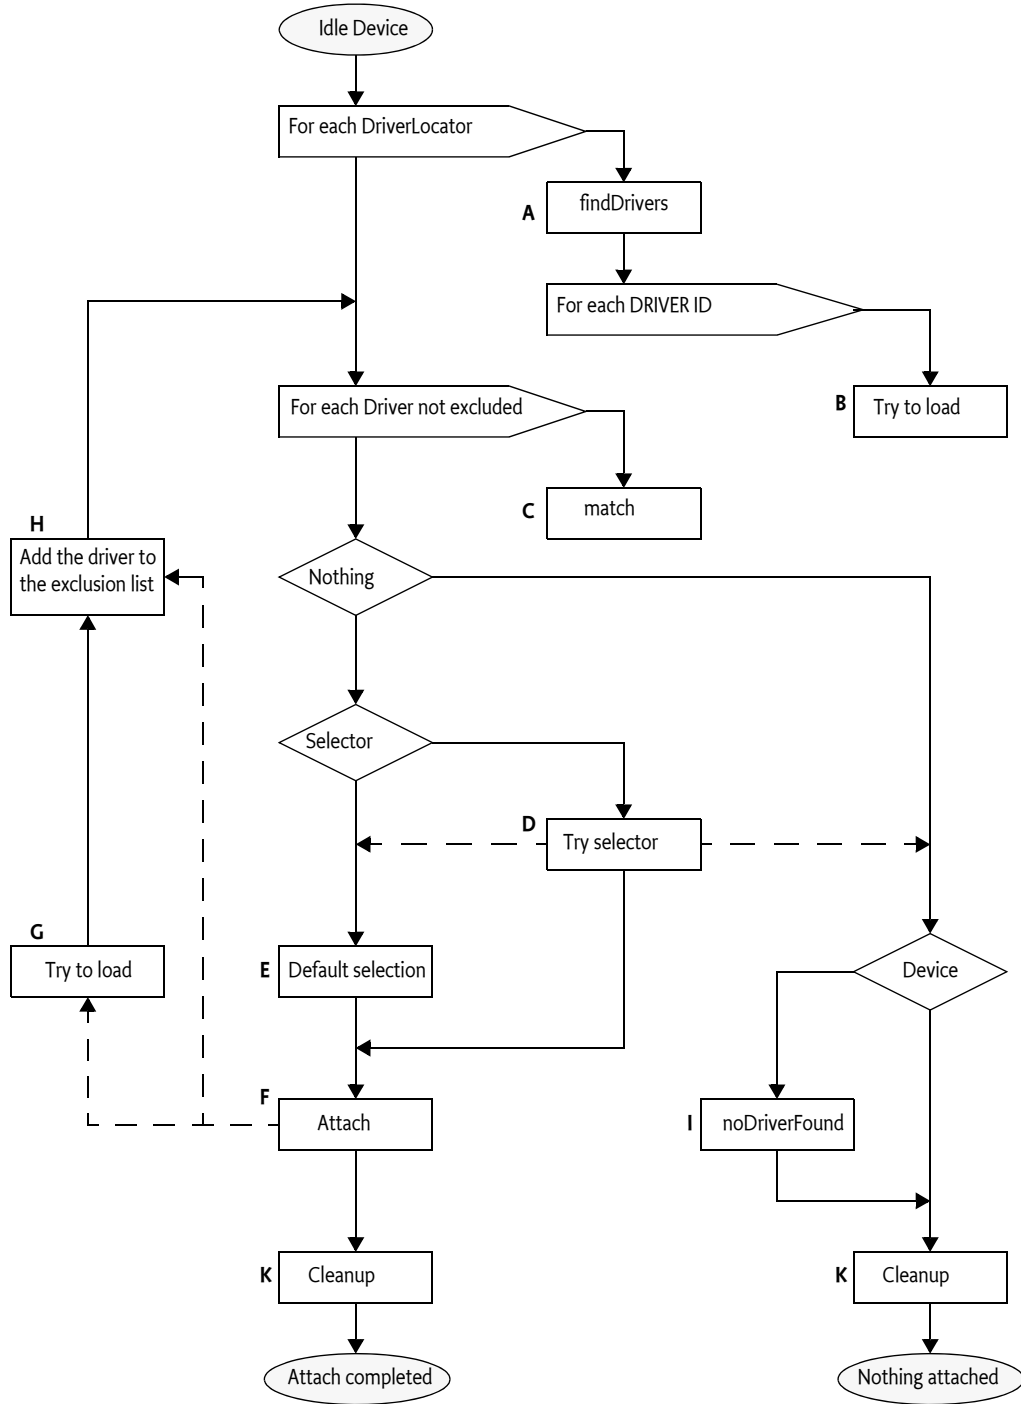 Idle Device
For each DriverLocator
A
findDrivers
For each DRIVER ID
For each Driver not excluded
B
Try to load
C
match
H
Add the driver to
the exclusion list
Nothing
Selector
D
Try selector
G
Try to load
E
Default selection
Device
F
Attach
I
noDriverFound
K
Cleanup
K
Cleanup
Attach completed
Nothing attached